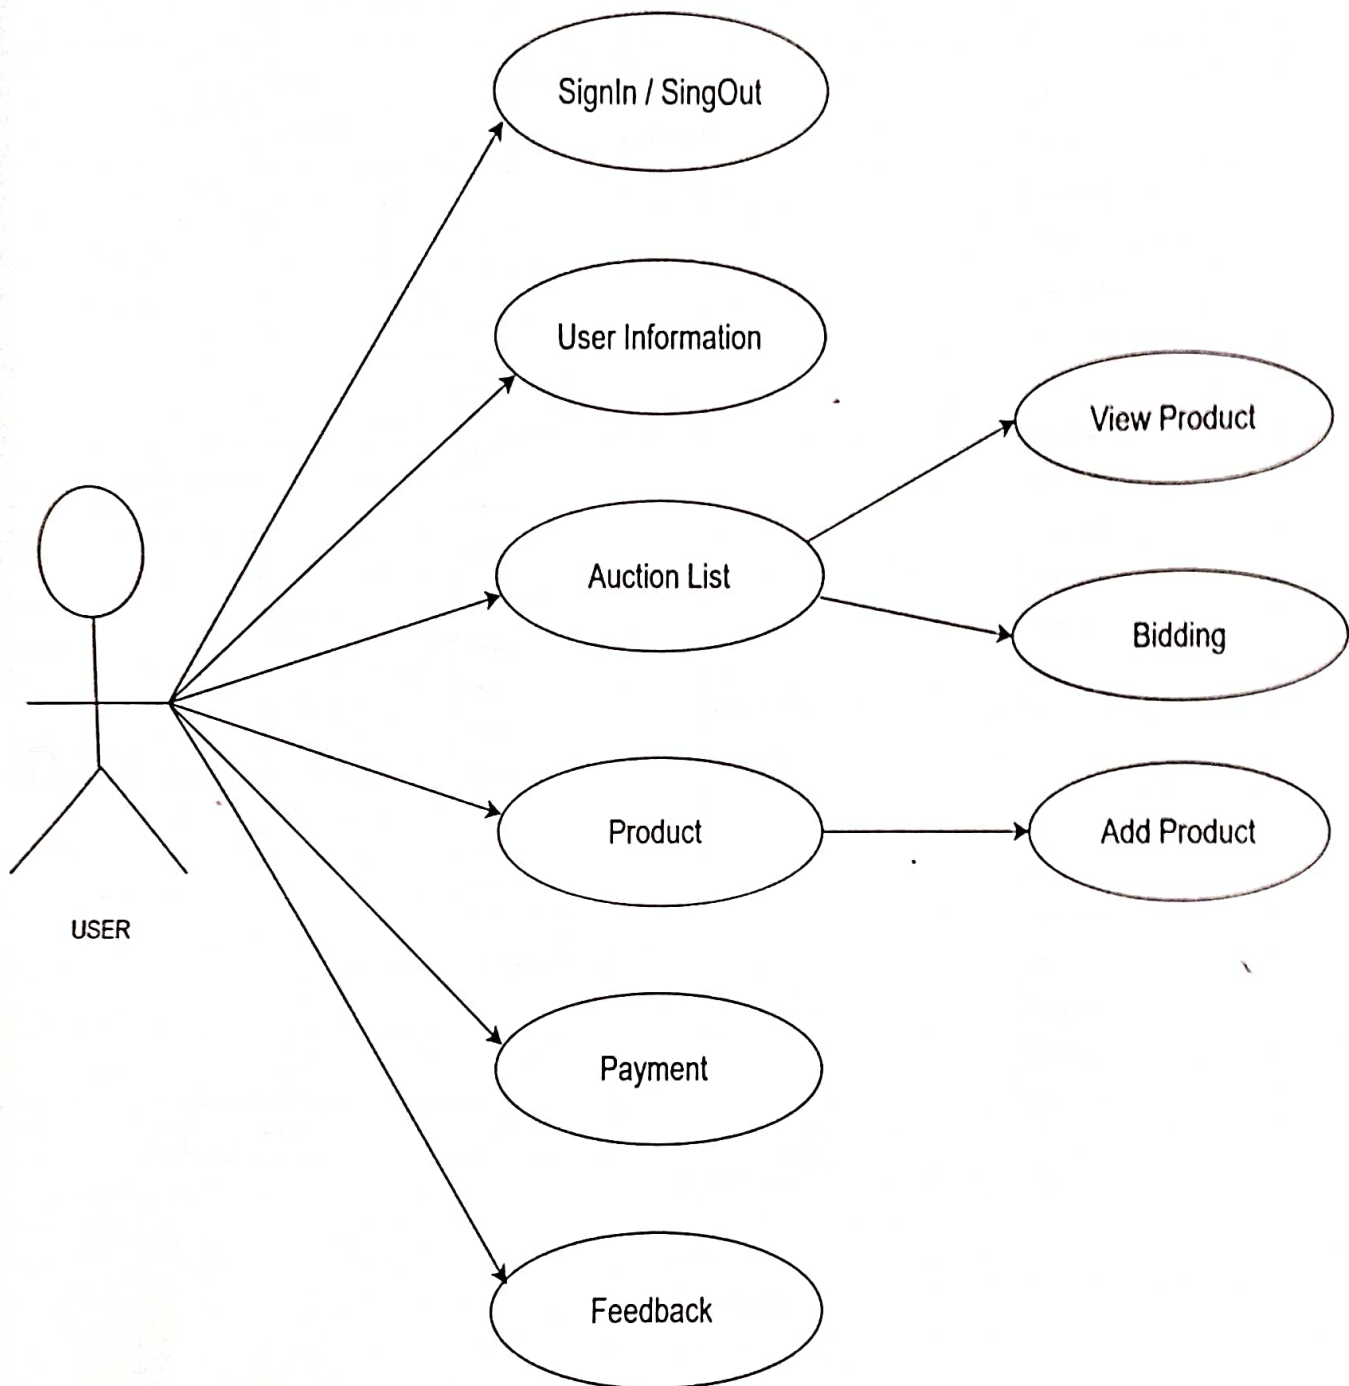 SignIn / SingOut
User Information
View Product
Auction List
Bidding
Product
Add Product
USER
Payment
Feedback